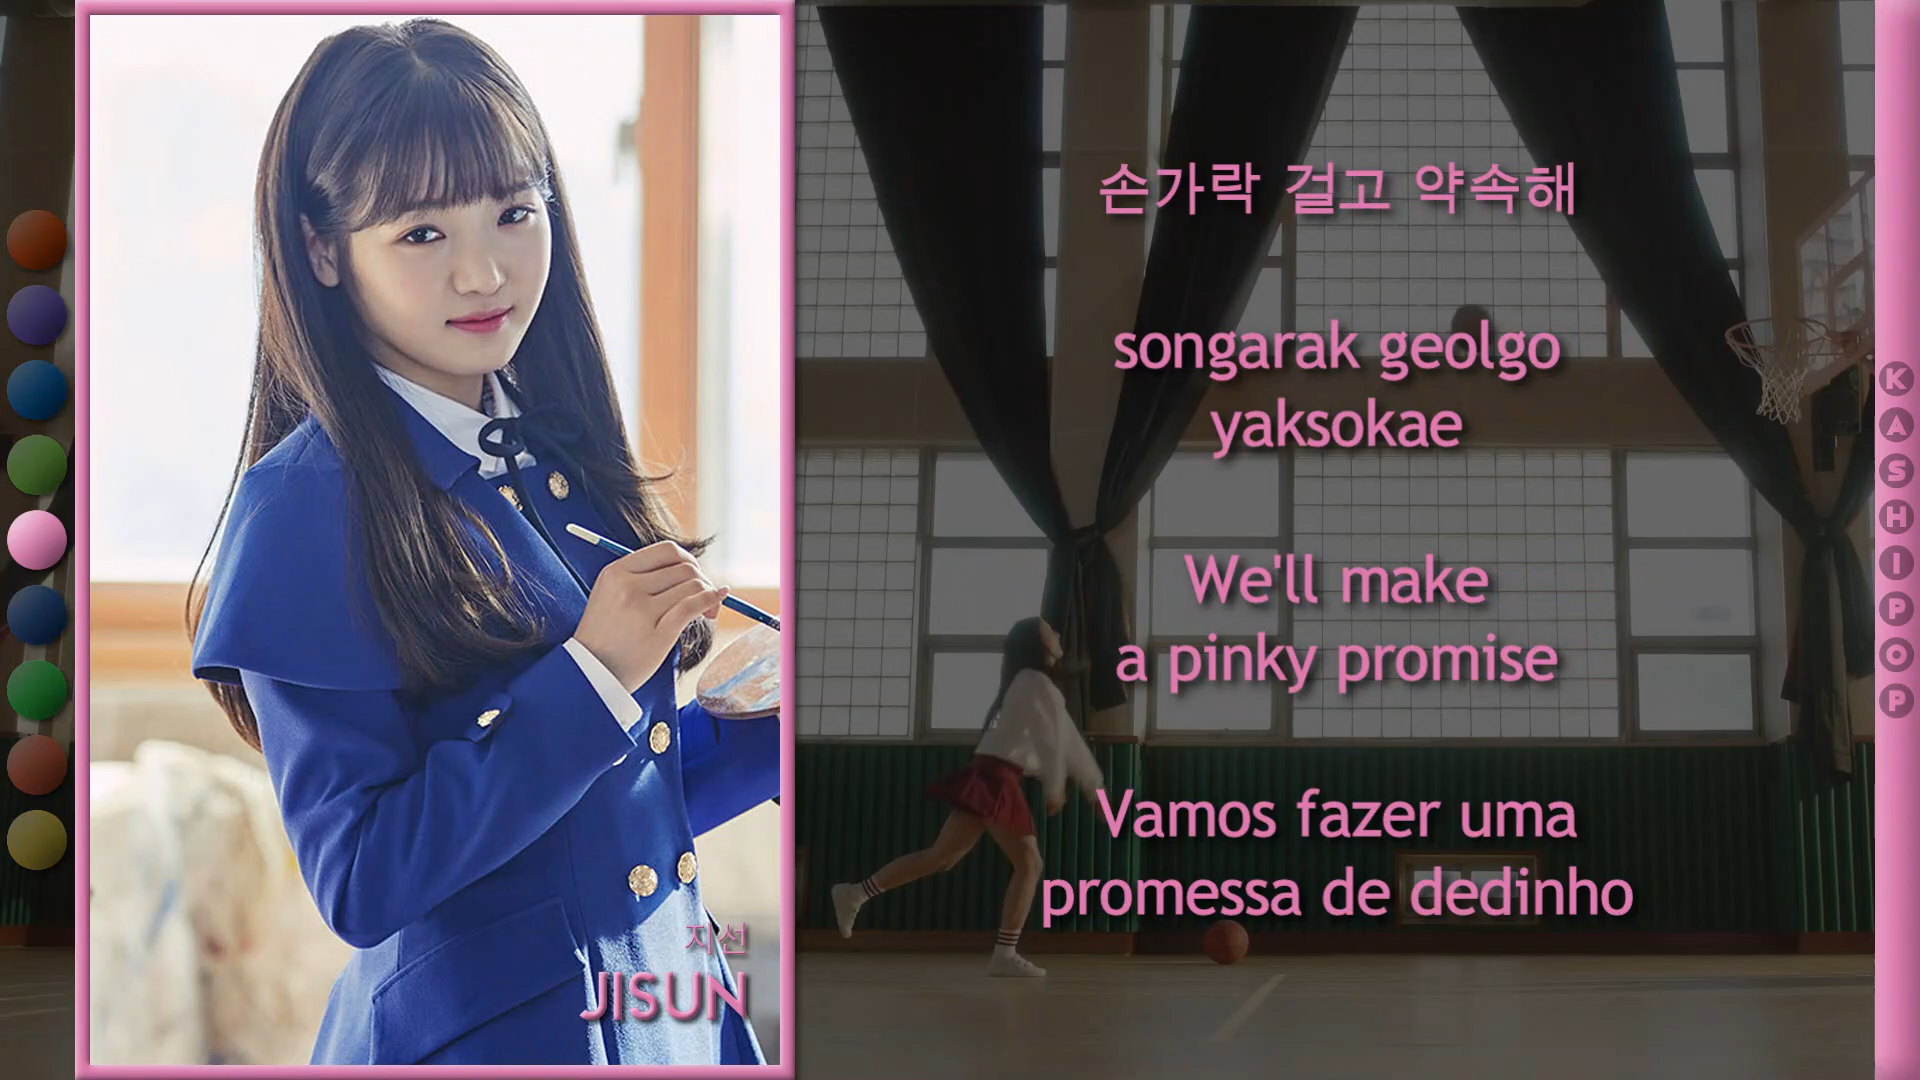 손가락 걸고 약속해
songarak geolgo
yaksokae
We'll make
a pinky promise
Vamos fazer uma
promessa de dedinho
지선
JISUN
KASHIPOP